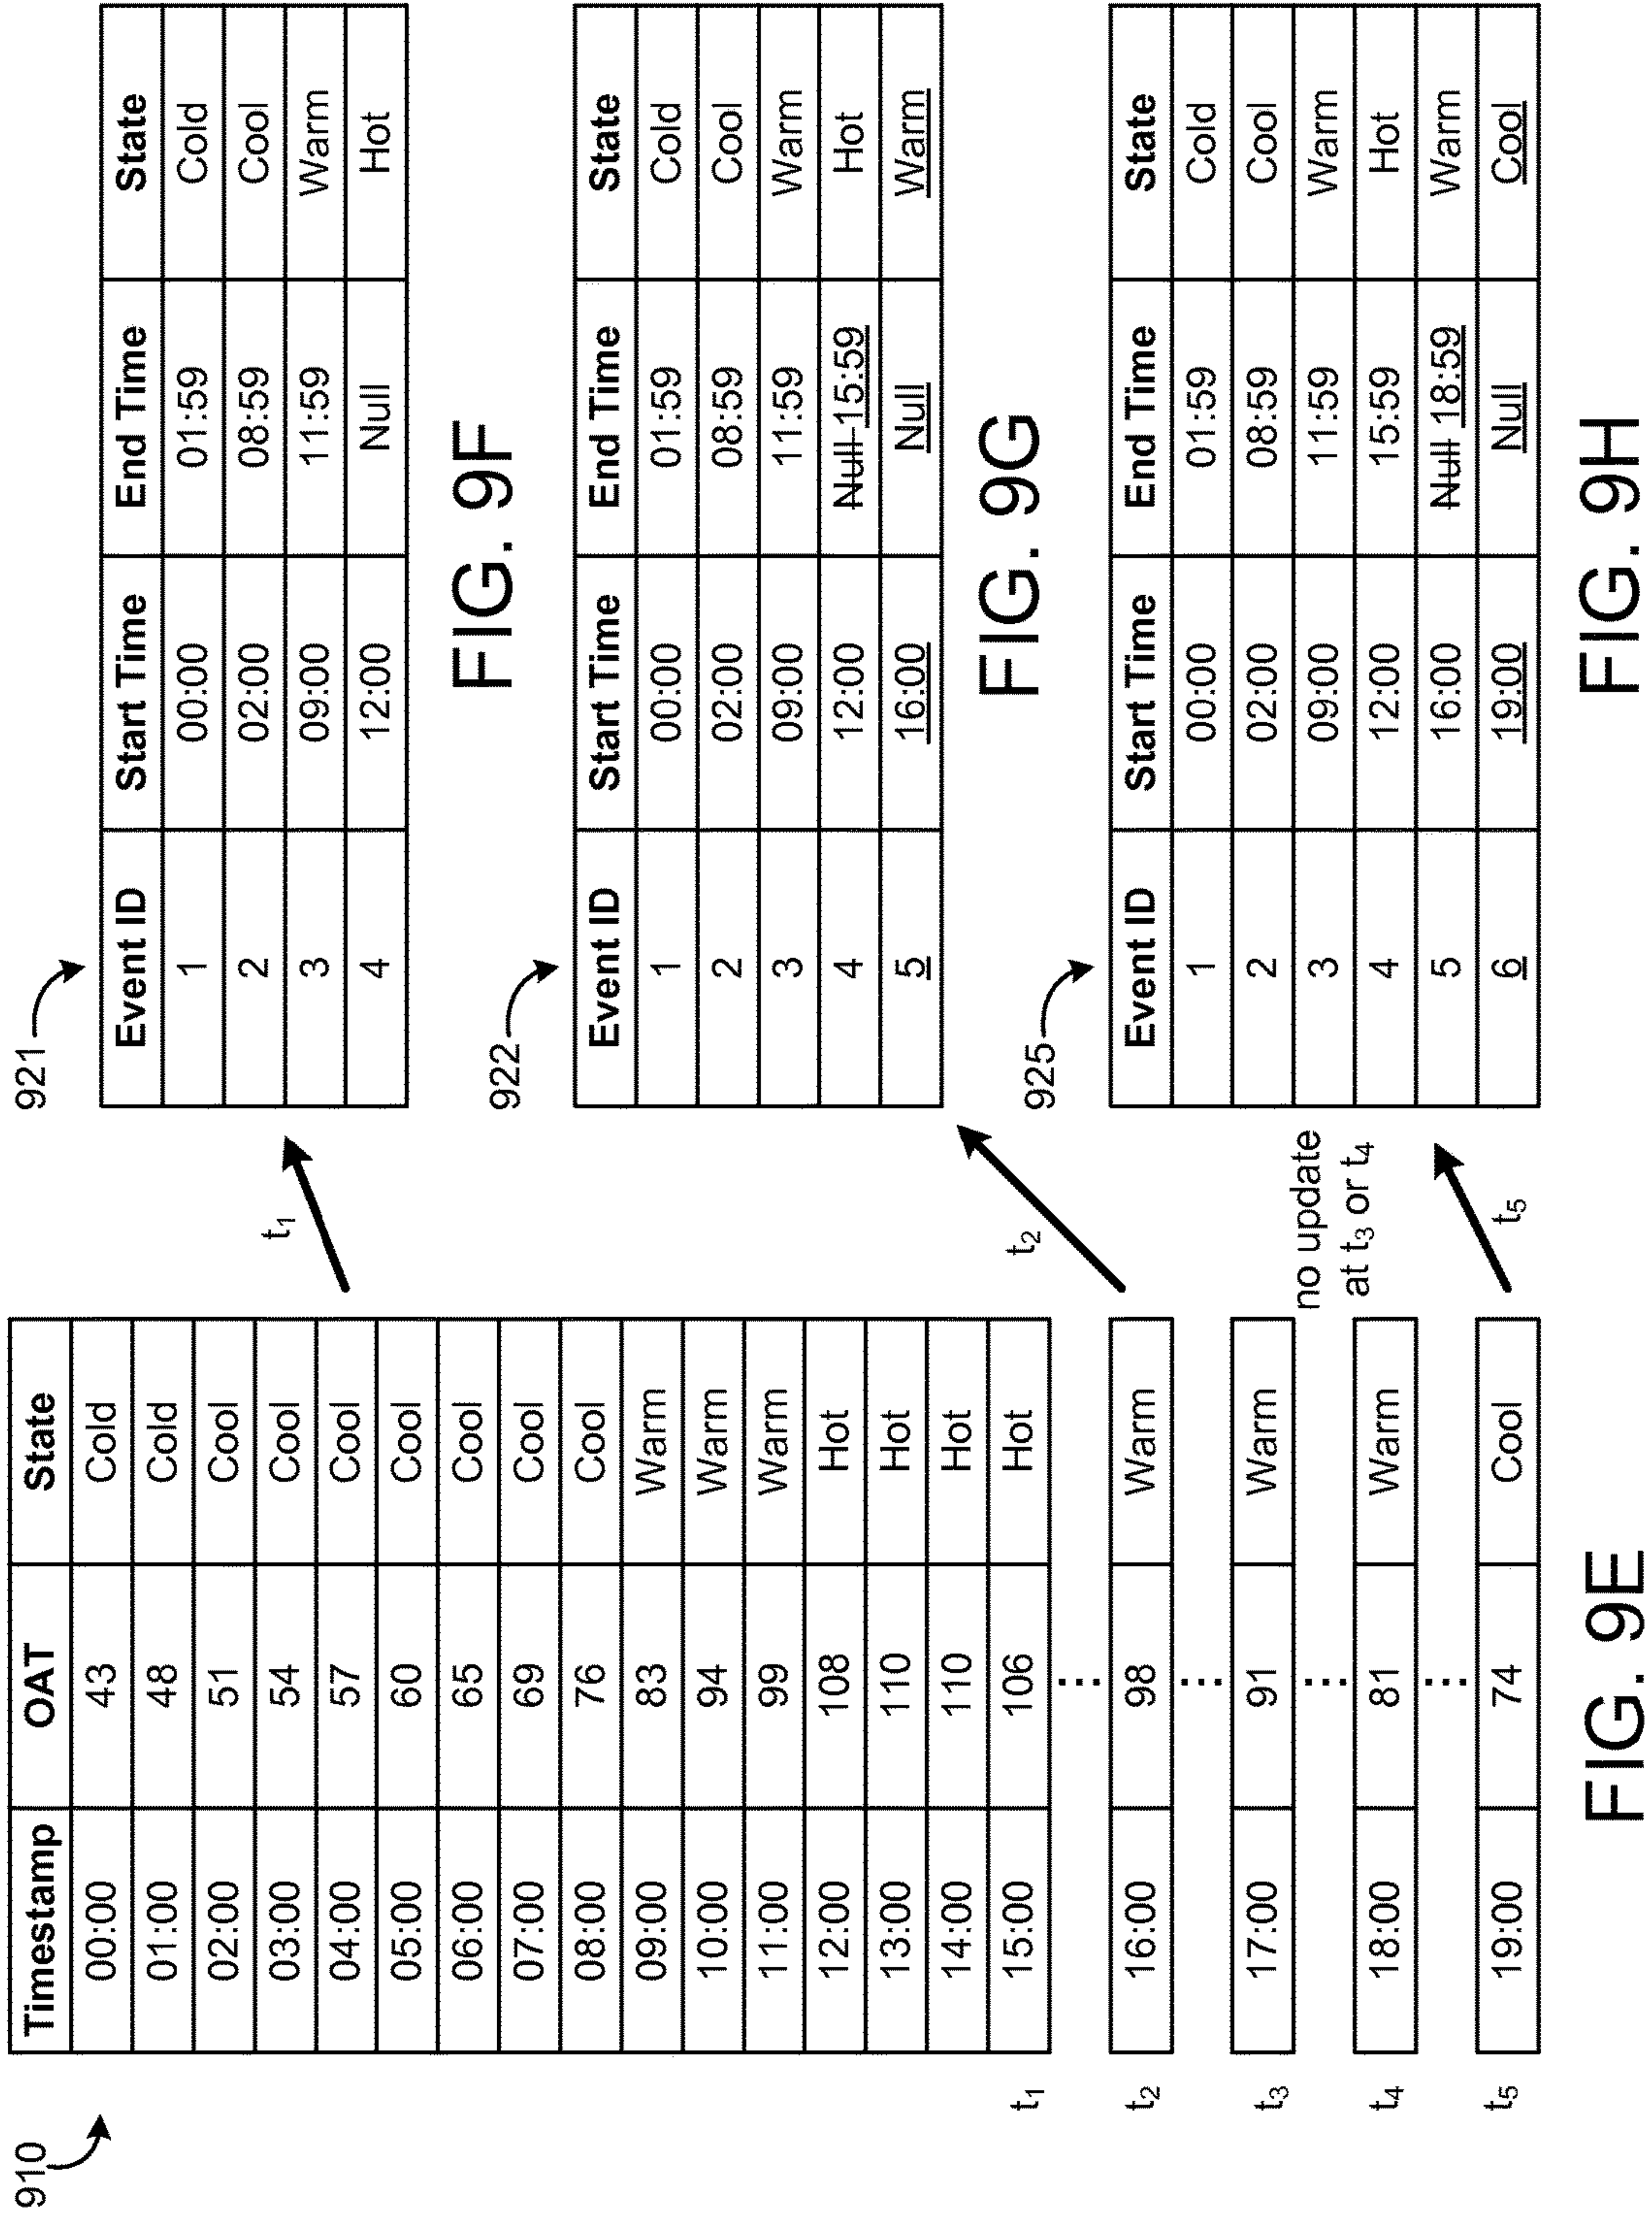 910
Timestamp OAT State
00:00 43 Cold
01:00 48 Cold
02:00 51 Cool
03:00 54 Cool
04:00 57 Cool
05:00 60 Cool
06:00 65 Cool
07:00 69 Cool
08:00 76 Cool
09:00 83 Warm
10:00 94 Warm
11:00 99 Warm
12:00 108 Hot
13:00 110 Hot
14:00 110 Hot
t1 15:00 106 Hot
t2 16:00 98 Warm
t3 17:00 91 Warm
t4 18:00 81 Warm
t5 19:00 74 Cool
FIG. 9E
t1
921
Event ID Start Time End Time State
1 00:00 01:59 Cold
2 02:00 08:59 Cool
3 09:00 11:59 Warm
4 12:00 Null Hot
FIG. 9F
t2
922
Event ID Start Time End Time State
1 00:00 01:59 Cold
2 02:00 08:59 Cool
3 09:00 11:59 Warm
4 12:00 Null 15:59 Hot
5 16:00 Null Warm
FIG. 9G
no update
at t3 or t4
t5
925
Event ID Start Time End Time State
1 00:00 01:59 Cold
2 02:00 08:59 Cool
3 09:00 11:59 Warm
4 12:00 15:59 Hot
5 16:00 Null 18:59 Warm
6 19:00 Null Cool
FIG. 9H